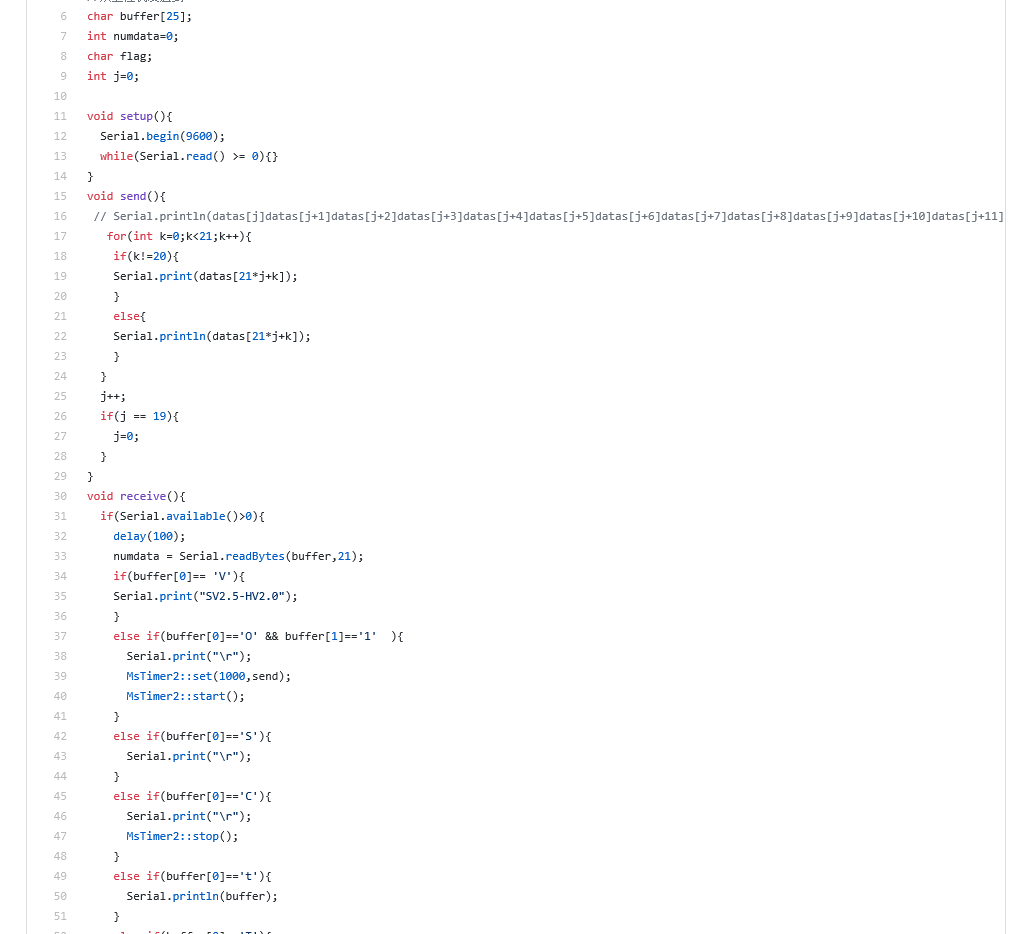 6 char buffer[25];
7 int numdata=0;
8 char flag;
9 int j=0;
10
11 void setup(){
12 Serial.begin(9600);
13 while(Serial.read() >= 0){}
14 }
15 void send(){
16 // Serial.println(datas[j]datas[j+1]datas[j+2]datas[j+3]datas[j+4]datas[j+5]datas[j+6]datas[j+7]datas[j+8]datas[j+9]datas[j+10]datas[j+11]
17 for(int k=0;k<21;k++){
18 if(k!=20){
19 Serial.print(datas[21*j+k]);
20 }
21 else{
22 Serial.println(datas[21*j+k]);
23 }
24 }
25 j++;
26 if(j == 19){
27 j=0;
28 }
29 }
30 void receive(){
31 if(Serial.available()>0){
32 delay(100);
33 numdata = Serial.readBytes(buffer,21);
34 if(buffer[0]== 'V'){
35 Serial.print("SV2.5-HV2.0");
36 }
37 else if(buffer[0]=='O' && buffer[1]=='1'  ){
38 Serial.print("\r");
39 MsTimer2::set(1000,send);
40 MsTimer2::start();
41 }
42 else if(buffer[0]=='S'){
43 Serial.print("\r");
44 }
45 else if(buffer[0]=='C'){
46 Serial.print("\r");
47 MsTimer2::stop();
48 }
49 else if(buffer[0]=='t'){
50 Serial.println(buffer);
51 }